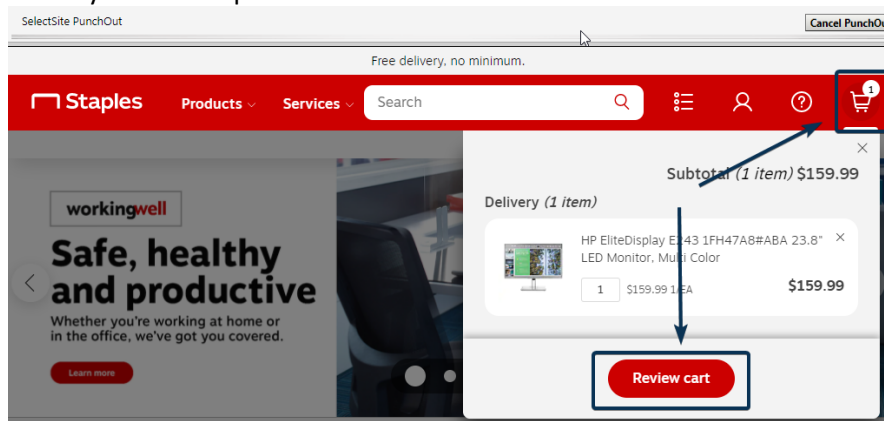 SelectSite PunchOut
Cancel PunchOu
Free delivery, no minimum.
Staples Products Services Search 1
Subtotal (1 item) $159.99
Delivery (1 item)
HP EliteDisplay E243 1FH47A8#ABA 23.8"
LED Monitor, Multi Color
1 $159.99 1/EA $159.99
Review cart
workingwell
Safe, healthy
and productive
Whether you're working at home or
in the office, we've got you covered.
Learn more